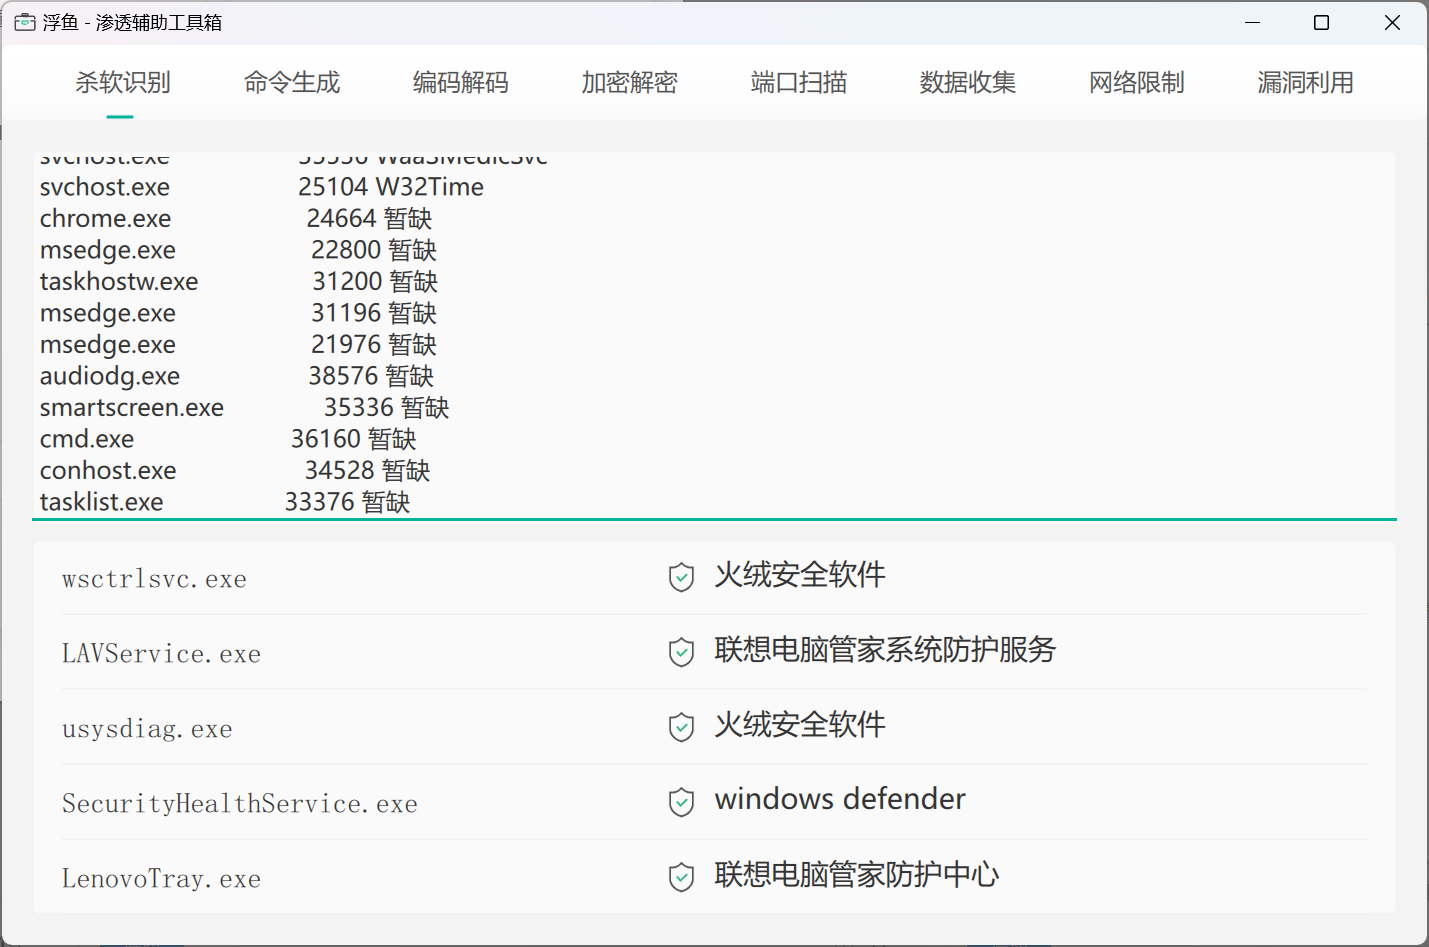 浮鱼 - 渗透辅助工具箱
杀软识别 命令生成 编码解码 加密解密 端口扫描 数据收集 网络限制 漏洞利用
svchost.exe 35536 WaaSMedicSvc
svchost.exe 25104 W32Time
chrome.exe 24664 暂缺
msedge.exe 22800 暂缺
taskhostw.exe 31200 暂缺
msedge.exe 31196 暂缺
msedge.exe 21976 暂缺
audiodg.exe 38576 暂缺
smartscreen.exe 35336 暂缺
cmd.exe 36160 暂缺
conhost.exe 34528 暂缺
tasklist.exe 33376 暂缺
wsctrlsvc.exe 火绒安全软件
LAVService.exe 联想电脑管家系统防护服务
usysdiag.exe 火绒安全软件
SecurityHealthService.exe windows defender
LenovoTray.exe 联想电脑管家防护中心